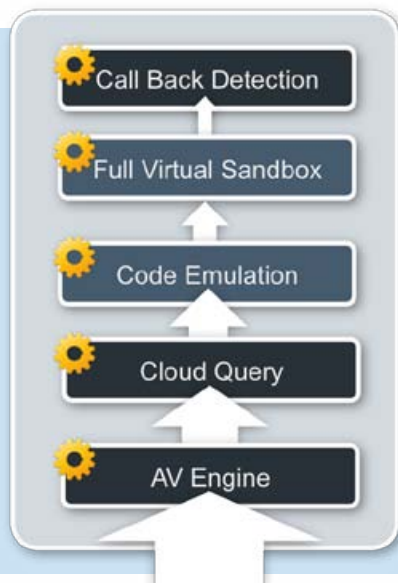 Call Back Detection
Full Virtual Sandbox
Code Emulation
Cloud Query
AV Engine